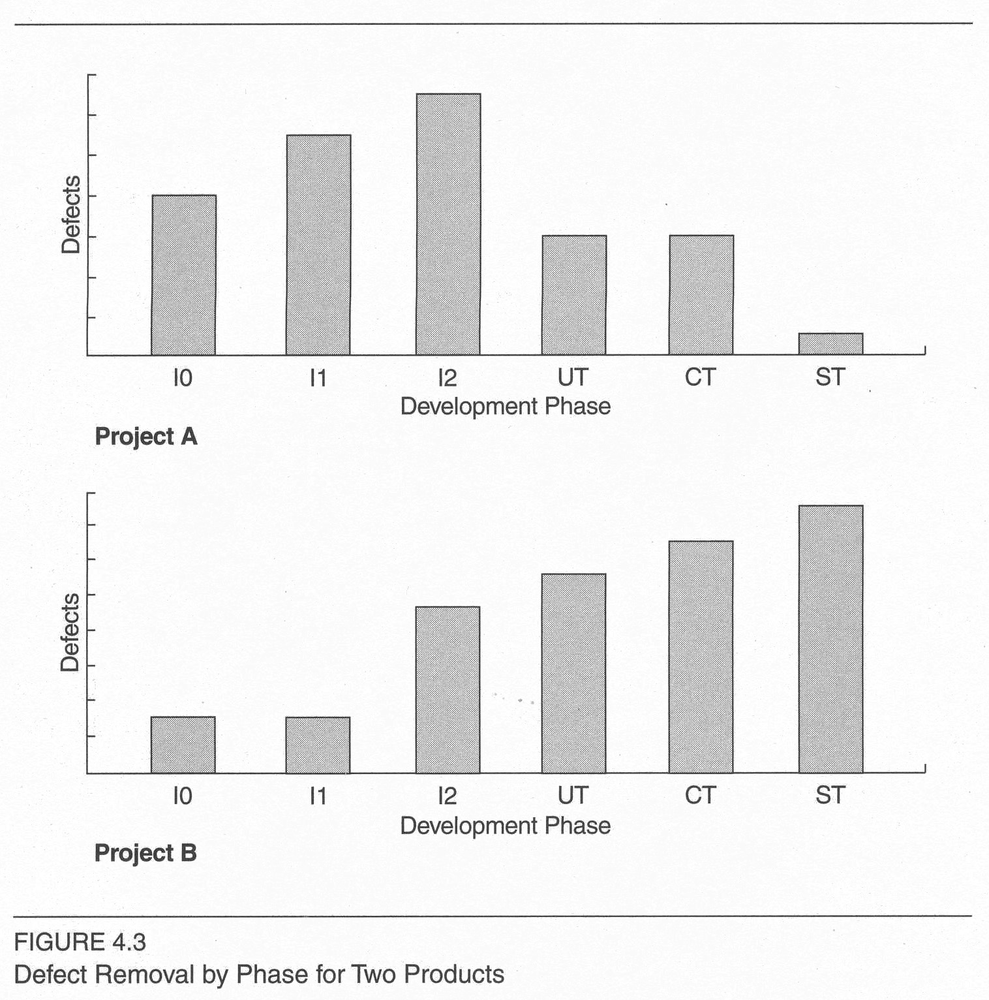 Defects
I0 I1 I2 UT CT ST
Development Phase
Project A
Defects
I0 I1 I2 UT CT ST
Development Phase
Project B
FIGURE 4.3
Defect Removal by Phase for Two Products